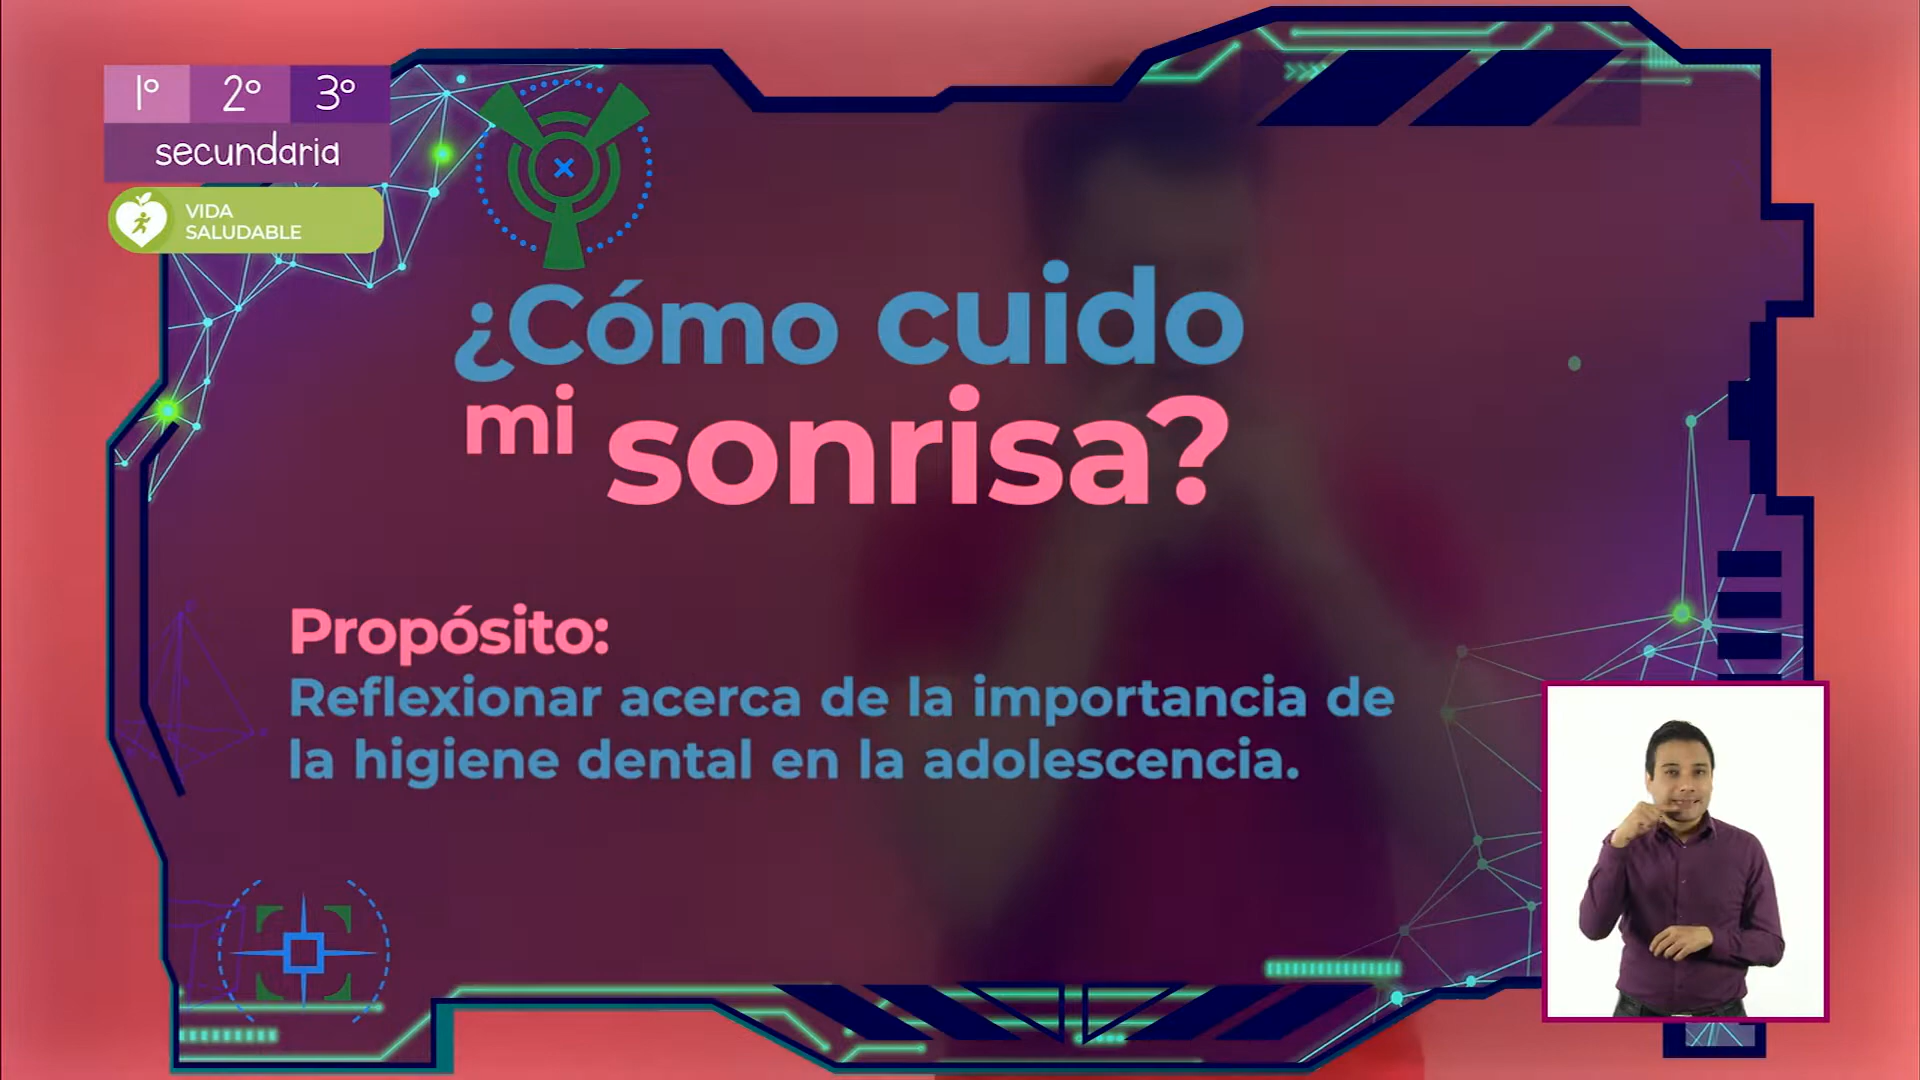 1° 2° 3°
secundaria
VIDA
SALUDABLE
¿Cómo cuido
mi sonrisa?
Propósito:
Reflexionar acerca de la importancia de
la higiene dental en la adolescencia.